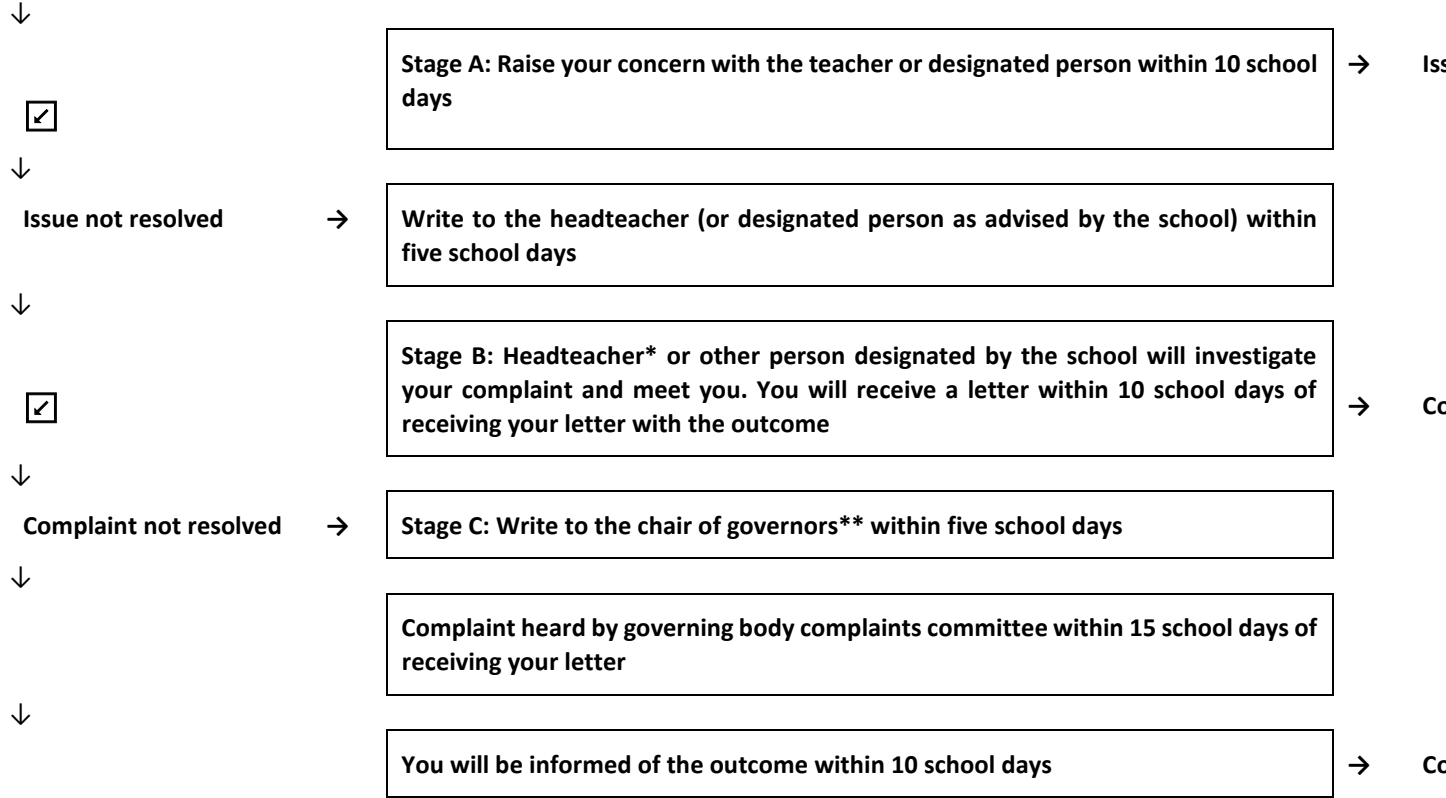 ↓
Stage A: Raise your concern with the teacher or designated person within 10 school
days
→
☑
↓
Issue not resolved → Write to the headteacher (or designated person as advised by the school) within
five school days
↓
Stage B: Headteacher* or other person designated by the school will investigate
your complaint and meet you. You will receive a letter within 10 school days of
receiving your letter with the outcome
→
☑
↓
Complaint not resolved → Stage C: Write to the chair of governors** within five school days
↓
Complaint heard by governing body complaints committee within 15 school days of
receiving your letter
↓
You will be informed of the outcome within 10 school days →